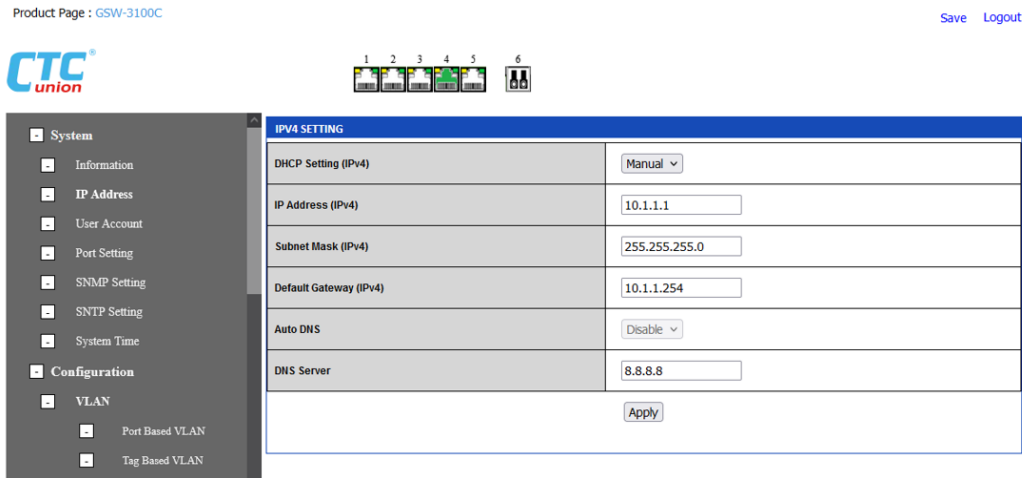 Product Page : GSW-3100C
Save Logout
CTC ®
union
1 2 3 4 5 6
- System
- Information
- IP Address
- User Account
- Port Setting
- SNMP Setting
- SNTP Setting
- System Time
- Configuration
- VLAN
- Port Based VLAN
- Tag Based VLAN
IPV4 SETTING
DHCP Setting (IPv4) Manual
IP Address (IPv4) 10.1.1.1
Subnet Mask (IPv4) 255.255.255.0
Default Gateway (IPv4) 10.1.1.254
Auto DNS Disable
DNS Server 8.8.8.8
Apply